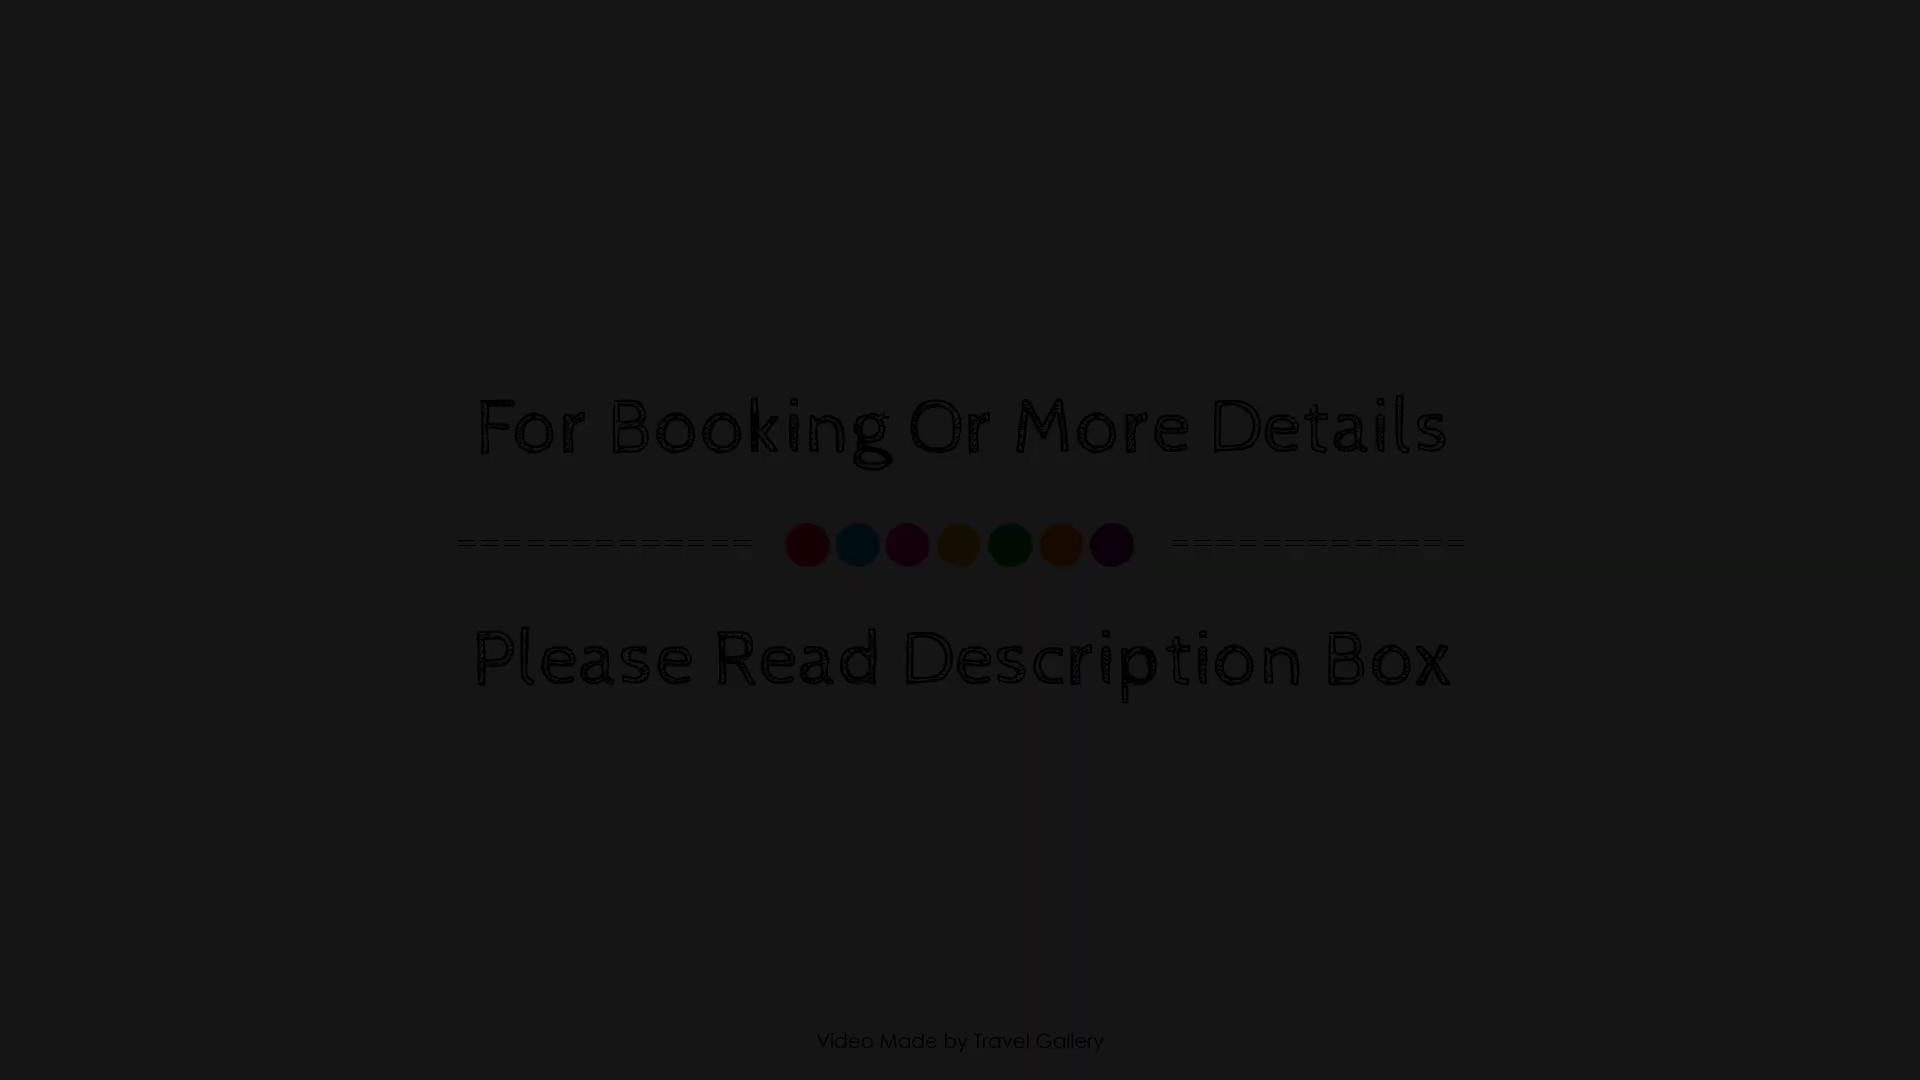 For Booking Or More Details
============= =============
Please Read Description Box
Video Made by Travel Gallery